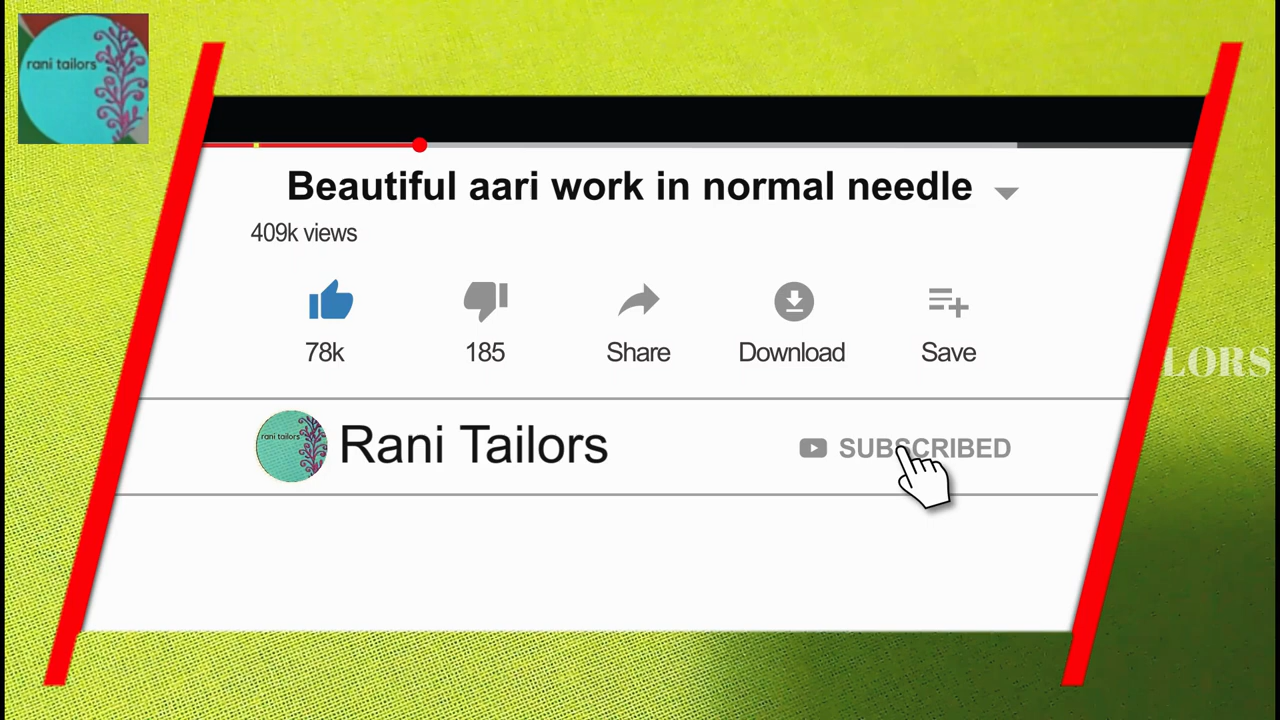 rani tailors
Beautiful aari work in normal needle
409k views
78k
185
Share
Download
Save
LORS
rani tailors
Rani Tailors
SUBSCRIBED